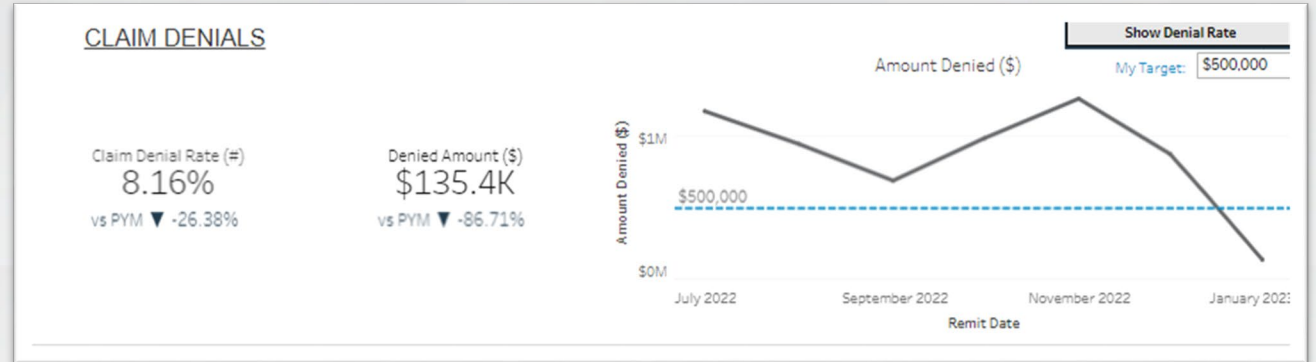 CLAIM DENIALS
Show Denial Rate
Amount Denied ($)
My Target: $500,000
Claim Denial Rate (#)
8.16%
vs PYM ▼ -26.38%
Denied Amount ($)
$135.4K
vs PYM ▼ -86.71%
Amount Denied ($)
$1M
$500,000
$0M
July 2022
September 2022
November 2022
January 202
Remit Date